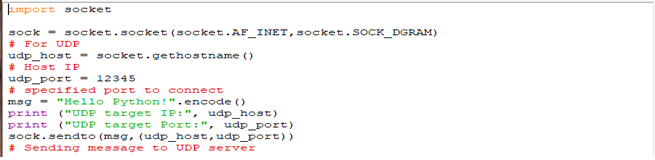 import socket
sock = socket.socket(socket.AF_INET,socket.SOCK_DGRAM)
# For UDP
udp_host = socket.gethostname()
# Host IP
udp_port = 12345
# specified port to connect
msg = "Hello Python!".encode()
print ("UDP target IP:", udp_host)
print ("UDP target Port:", udp_port)
sock.sendto(msg,(udp_host,udp_port))
# Sending message to UDP server